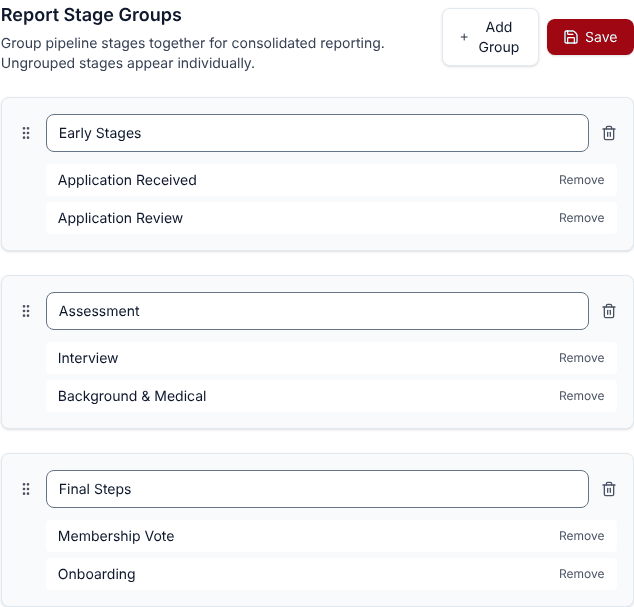 Report Stage Groups
Group pipeline stages together for consolidated reporting.
Ungrouped stages appear individually.
+ Add
Group
Save
Early Stages
Application Received Remove
Application Review Remove
Assessment
Interview Remove
Background & Medical Remove
Final Steps
Membership Vote Remove
Onboarding Remove